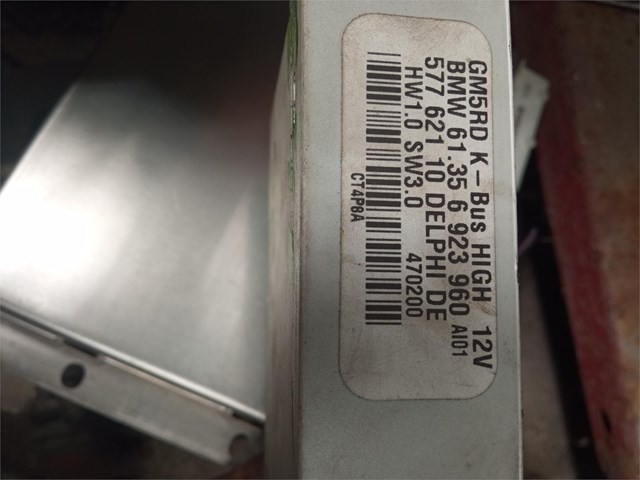 GM5RD K-Bus HIGH 12V
BMW 61.35 6 923 960 AI01
577 621 10 DELPHI DE
HW1.0 SW3.0 470200
CT4P8A